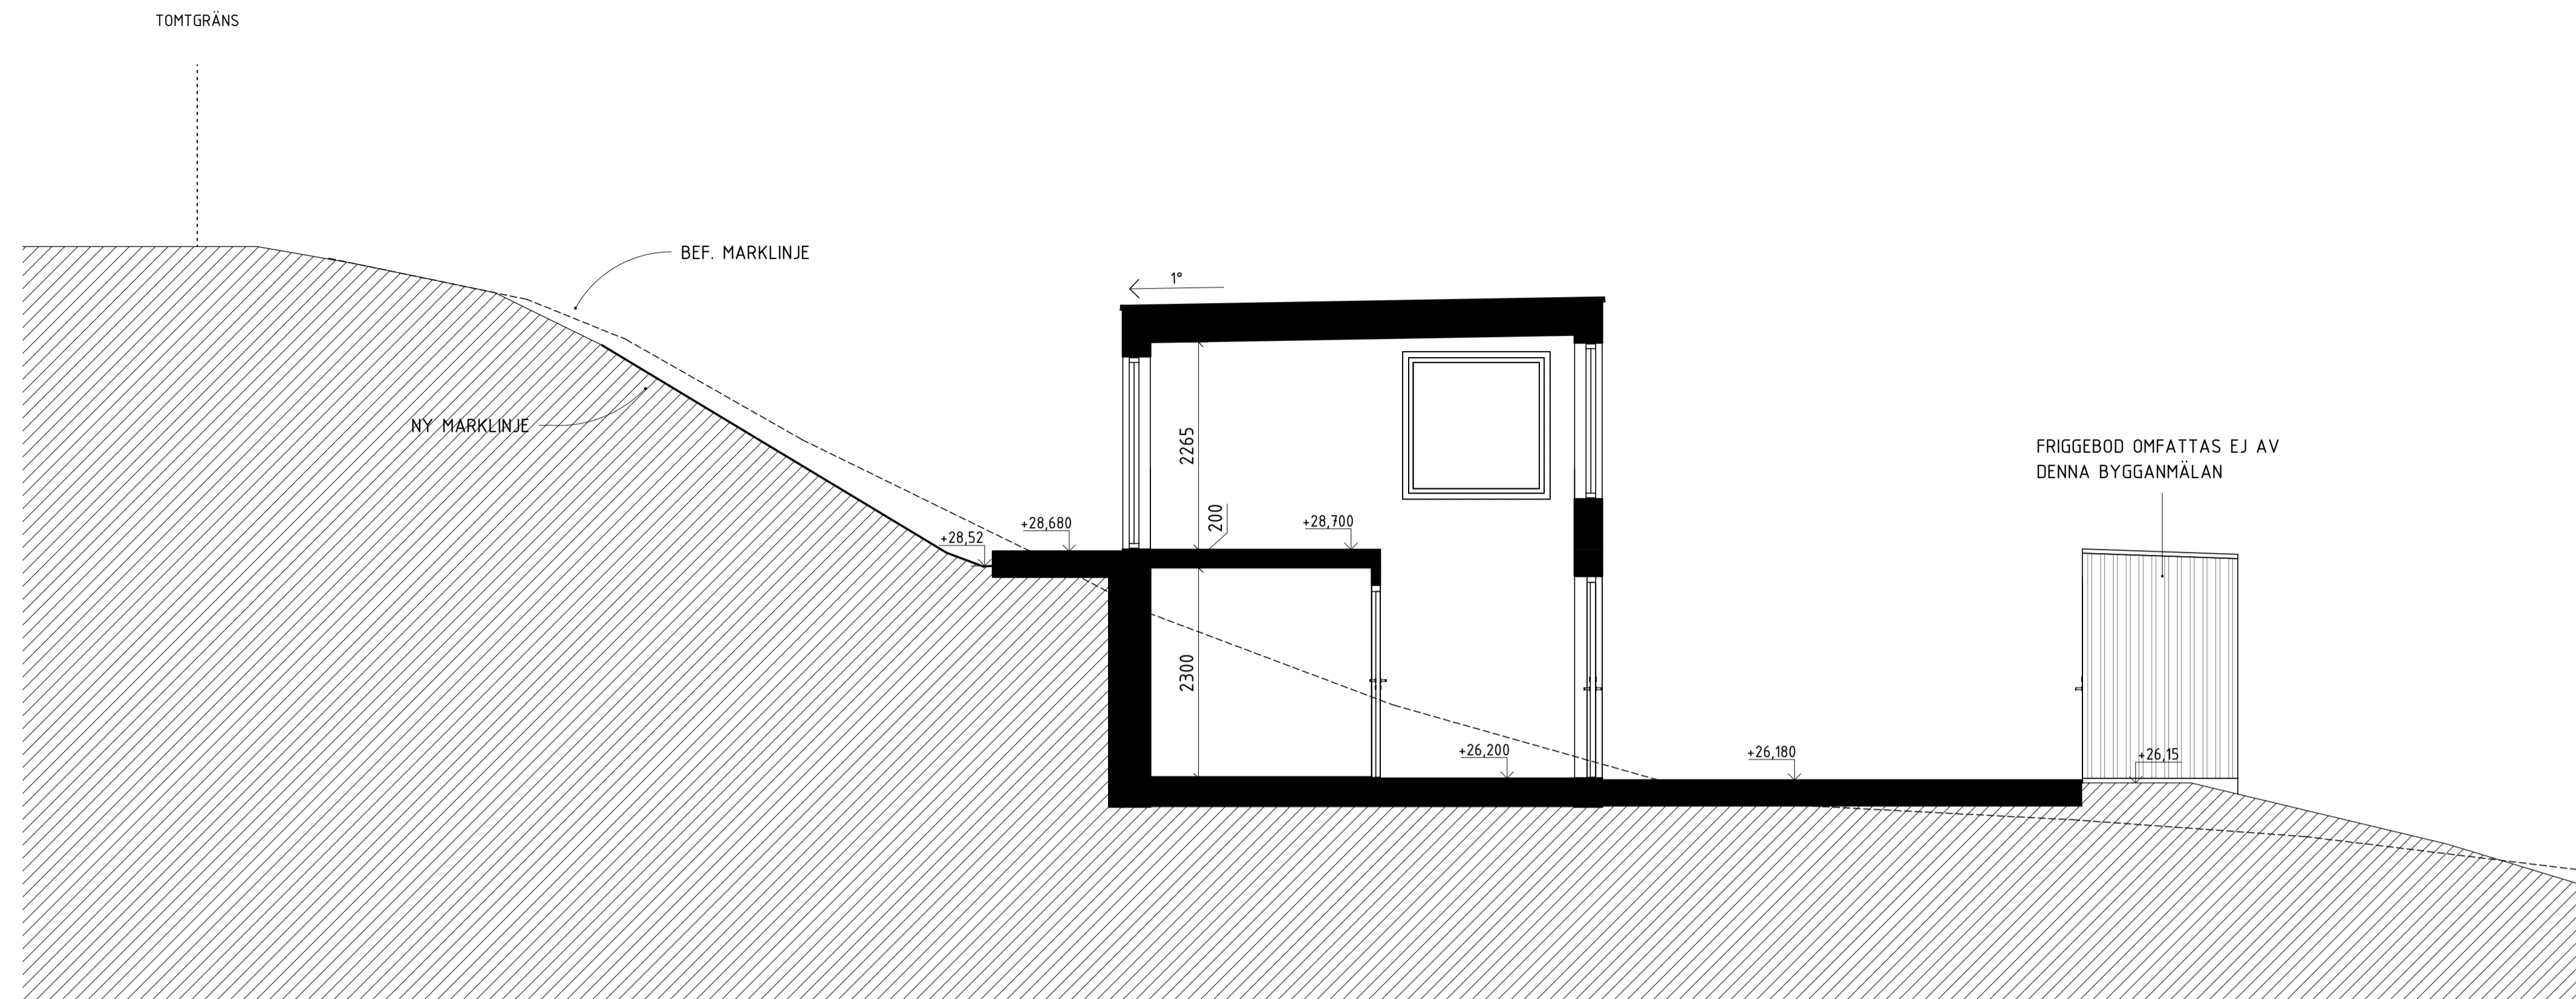 TOMTGRÄNS
BEF. MARKLINJE
1°
NY MARKLINJE
2265
FRIGGEBOD OMFATTAS EJ AV
DENNA BYGGANMÄLAN
200
+28,680
+28,700
+28,52
2300
+26,200
+26,180
+26,15